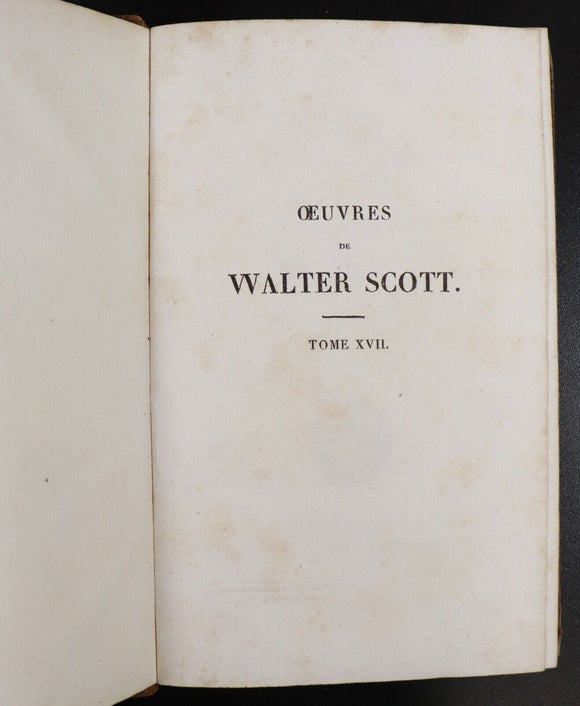 ŒUVRES
DE
WALTER SCOTT.
TOME XVII.